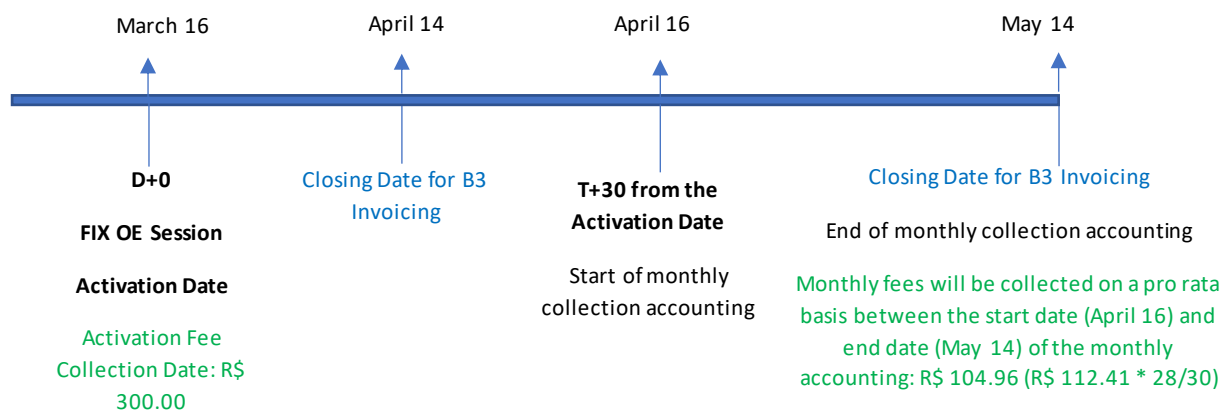 March 16
April 14
April 16
May 14
D+0
FIX OE Session
Activation Date
Activation Fee
Collection Date: R$
300.00
Closing Date for B3
Invoicing
T+30 from the
Activation Date
Start of monthly
collection accounting
Closing Date for B3 Invoicing
End of monthly collection accounting
Monthly fees will be collected on a pro rata
basis between the start date (April 16) and
end date (May 14) of the monthly
accounting: R$ 104.96 (R$ 112.41 * 28/30)